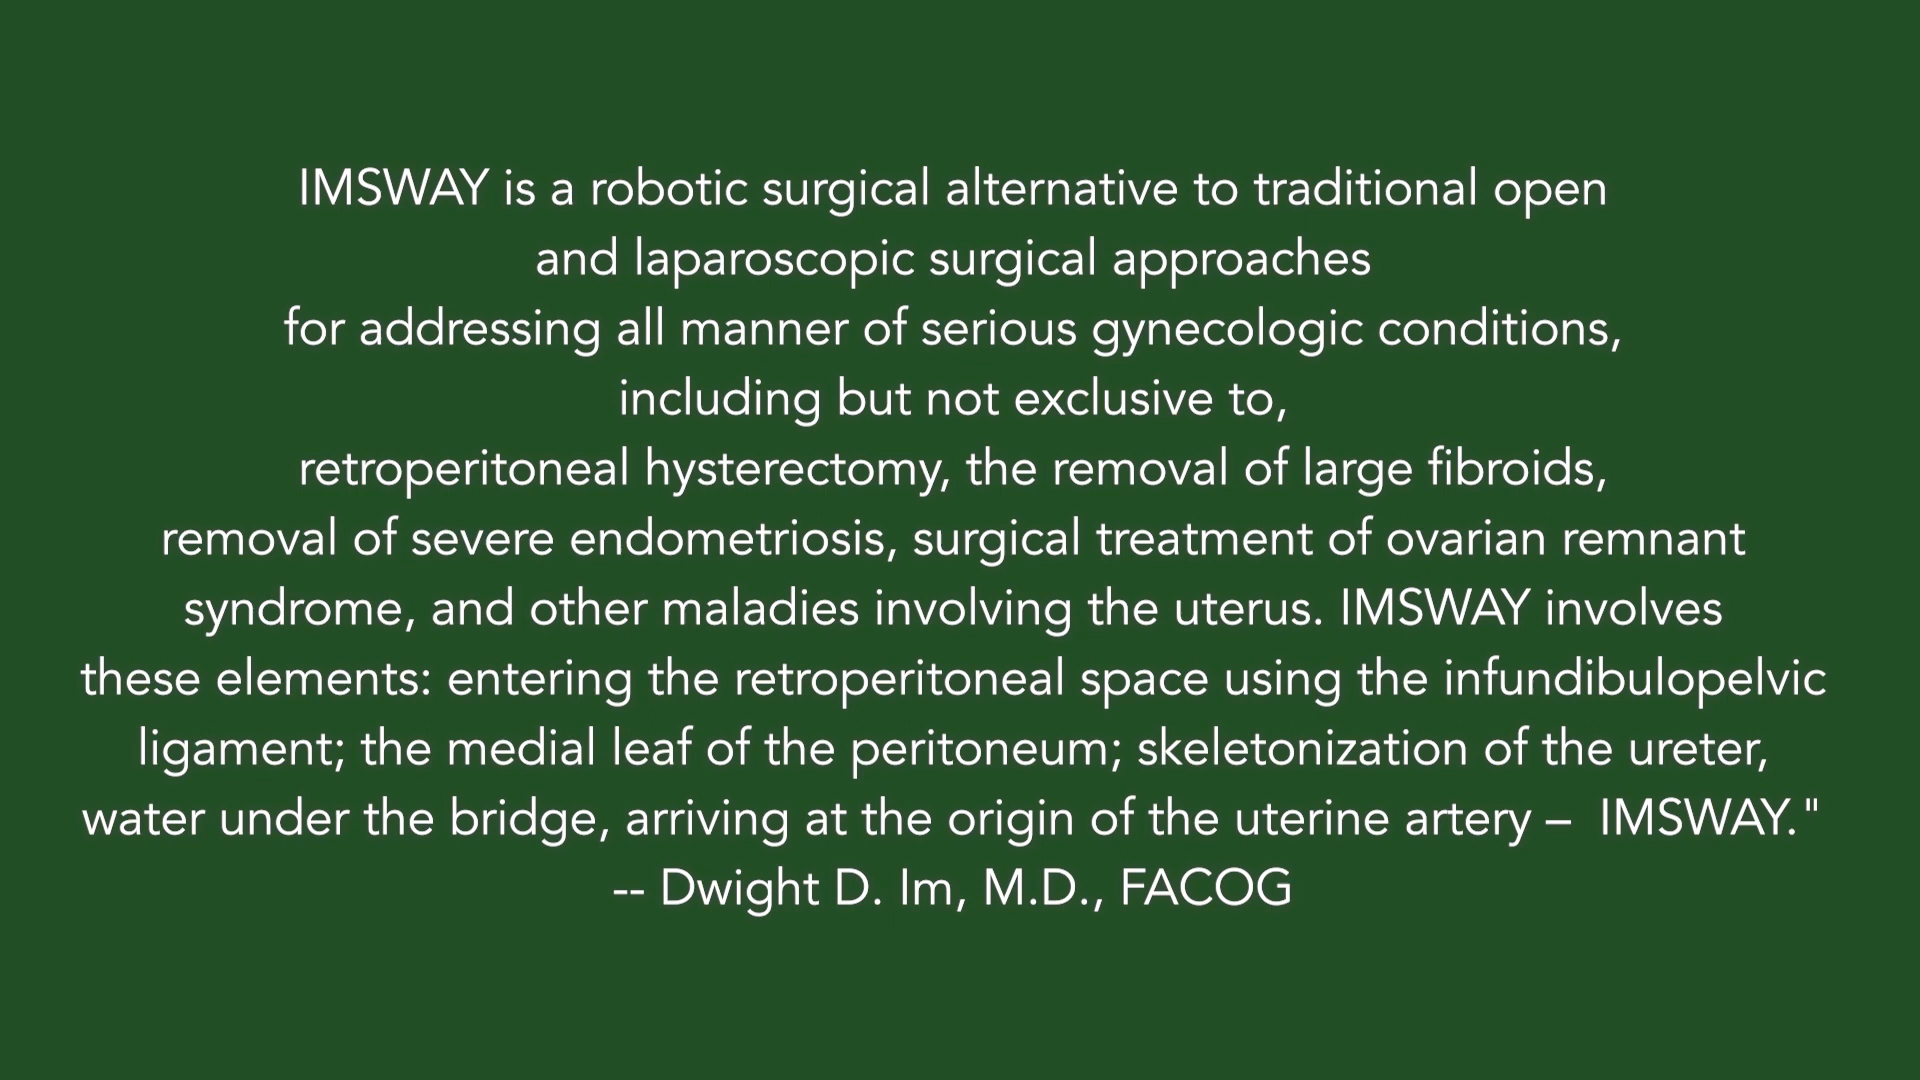 IMSWAY is a robotic surgical alternative to traditional open
and laparoscopic surgical approaches
for addressing all manner of serious gynecologic conditions,
including but not exclusive to,
retroperitoneal hysterectomy, the removal of large fibroids,
removal of severe endometriosis, surgical treatment of ovarian remnant
syndrome, and other maladies involving the uterus. IMSWAY involves
these elements: entering the retroperitoneal space using the infundibulopelvic
ligament; the medial leaf of the peritoneum; skeletonization of the ureter,
water under the bridge, arriving at the origin of the uterine artery –  IMSWAY."
-- Dwight D. Im, M.D., FACOG